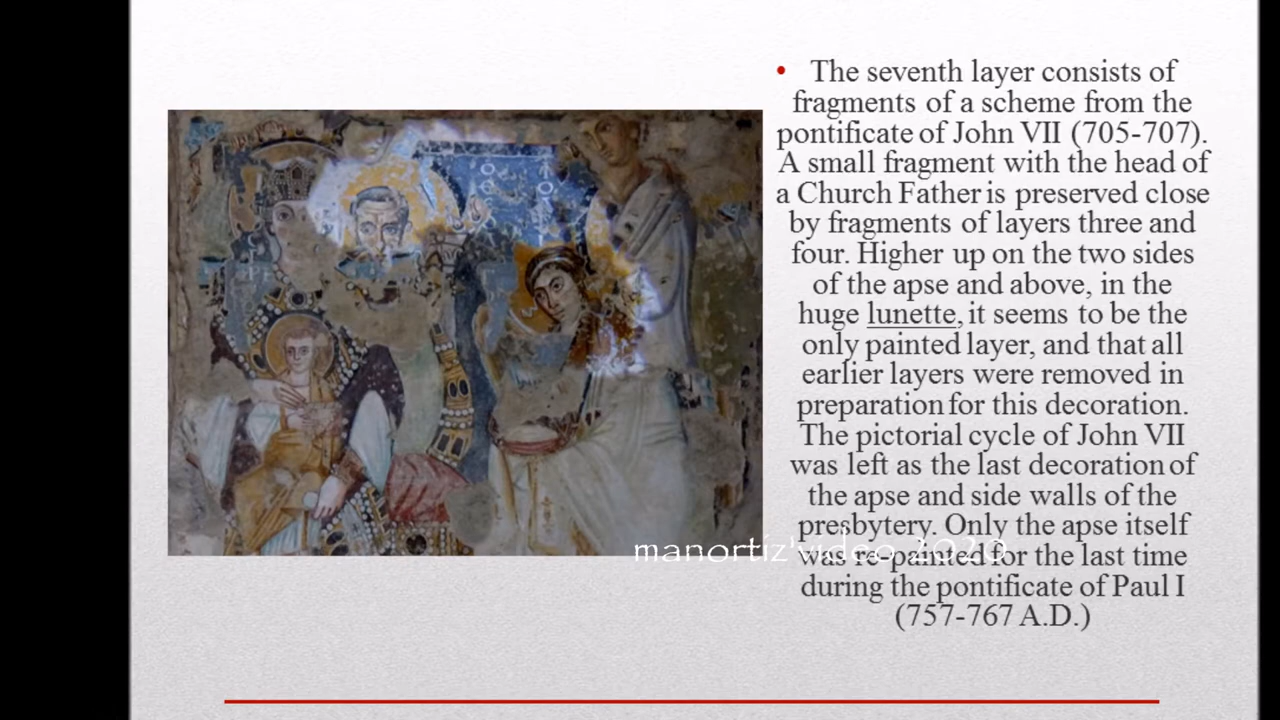 • The seventh layer consists of
fragments of a scheme from the
pontificate of John VII (705-707).
A small fragment with the head of
a Church Father is preserved close
by fragments of layers three and
four. Higher up on the two sides
of the apse and above, in the
huge lunette, it seems to be the
only painted layer, and that all
earlier layers were removed in
preparation for this decoration.
The pictorial cycle of John VII
was left as the last decoration of
the apse and side walls of the
presbytery. Only the apse itself
was re-painted for the last time
during the pontificate of Paul I
(757-767 A.D.)
manortiz'video 2020